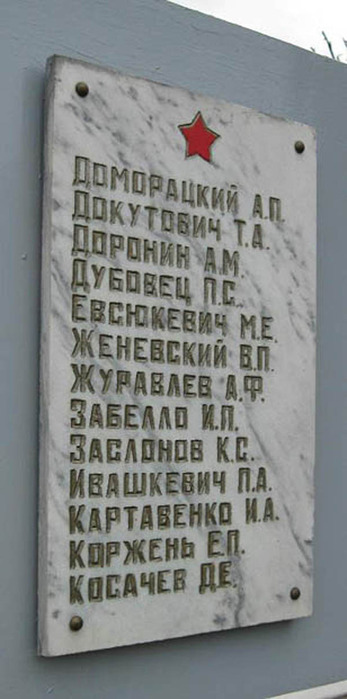 ДОМОРАЦКИЙ А.П.
ДОКУТОВИЧ Т.А.
ДОРОНИН А.М.
ДУБОВЕЦ П.С.
ЕВСЮКЕВИЧ М.Е.
ЖЕНЕВСКИЙ В.П.
ЖУРАВЛЕВ А.Ф.
ЗАБЕЛЛО И.П.
ЗАСЛОНОВ К.С.
ИВАШКЕВИЧ П.А.
КАРТАВЕНКО И.А.
КОРЖЕНЬ Е.П.
КОСАЧЕВ Д.Е.